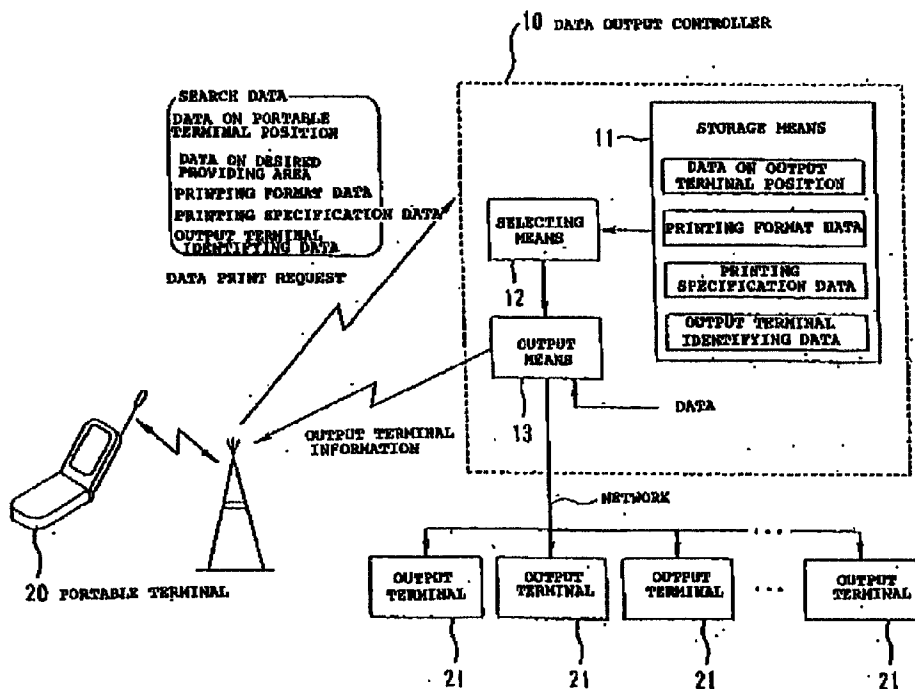 10 DATA OUTPUT CONTROLLER
SEARCH DATA
DATA ON PORTABLE
TERMINAL POSITION
DATA ON DESIRED
PROVIDING AREA
PRINTING FORMAT DATA
PRINTING SPECIFICATION DATA
OUTPUT TERMINAL
IDENTIFYING DATA
DATA PRINT REQUEST
11
STORAGE MEANS
DATA ON OUTPUT
TERMINAL POSITION
PRINTING FORMAT DATA
PRINTING
SPECIFICATION DATA
OUTPUT TERMINAL
IDENTIFYING DATA
SELECTING
MEANS
12
OUTPUT
MEANS
13
DATA
OUTPUT TERMINAL
INFORMATION
NETWORK
20 PORTABLE TERMINAL
OUTPUT
TERMINAL
OUTPUT
TERMINAL
OUTPUT
TERMINAL
...
OUTPUT
TERMINAL
21
21
21
21